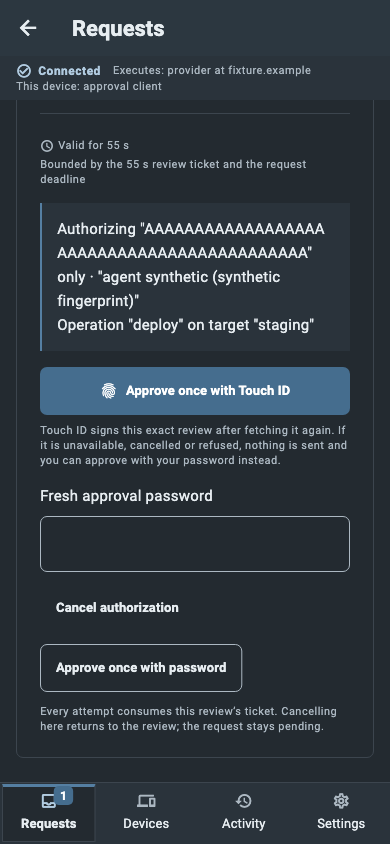 Requests
Connected Executes: provider at fixture.example
This device: approval client
Valid for 55 s
Bounded by the 55 s review ticket and the request
deadline
Authorizing "AAAAAAAAAAAAAAAAAA
AAAAAAAAAAAAAAAAAAAAAAAAA"
only · "agent synthetic (synthetic
fingerprint)"
Operation "deploy" on target "staging"
Approve once with Touch ID
Touch ID signs this exact review after fetching it again. If
it is unavailable, cancelled or refused, nothing is sent and
you can approve with your password instead.
Fresh approval password
Cancel authorization
Approve once with password
Every attempt consumes this review's ticket. Cancelling
here returns to the review; the request stays pending.
1
Requests Devices Activity Settings